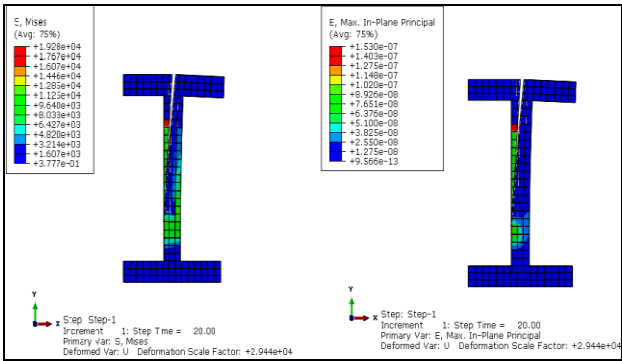 S, Mises
(Avg: 75%)
+1.928e+04
+1.767e+04
+1.607e+04
+1.446e+04
+1.285e+04
+1.125e+04
+9.640e+03
+8.033e+03
+6.427e+03
+4.820e+03
+3.214e+03
+1.607e+03
+3.777e-01
Y
X
Step: Step-1
Increment 1: Step Time = 20.00
Primary Var: S, Mises
Deformed Var: U Deformation Scale Factor: +2.944e+04
E, Max. In-Plane Principal
(Avg: 75%)
+1.530e-07
+1.403e-07
+1.275e-07
+1.148e-07
+1.020e-07
+8.926e-08
+7.651e-08
+6.376e-08
+5.100e-08
+3.825e-08
+2.550e-08
+1.275e-08
+9.566e-13
Y
X
Step: Step-1
Increment 1: Step Time = 20.00
Primary Var: E, Max. In-Plane Principal
Deformed Var: U Deformation Scale Factor: +2.944e+04